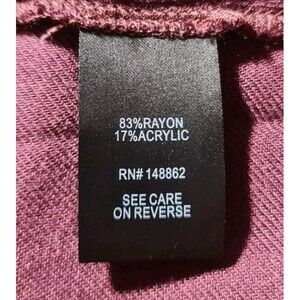 83%RAYON
17%ACRYLIC
RN# 148862
SEE CARE
ON REVERSE